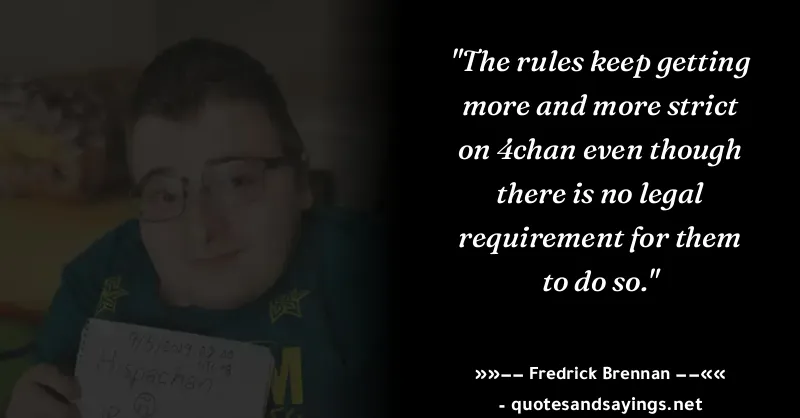 "The rules keep getting
more and more strict
on 4chan even though
there is no legal
requirement for them
to do so."
»»–– Fredrick Brennan ––««
- quotesandsayings.net
Hispachan